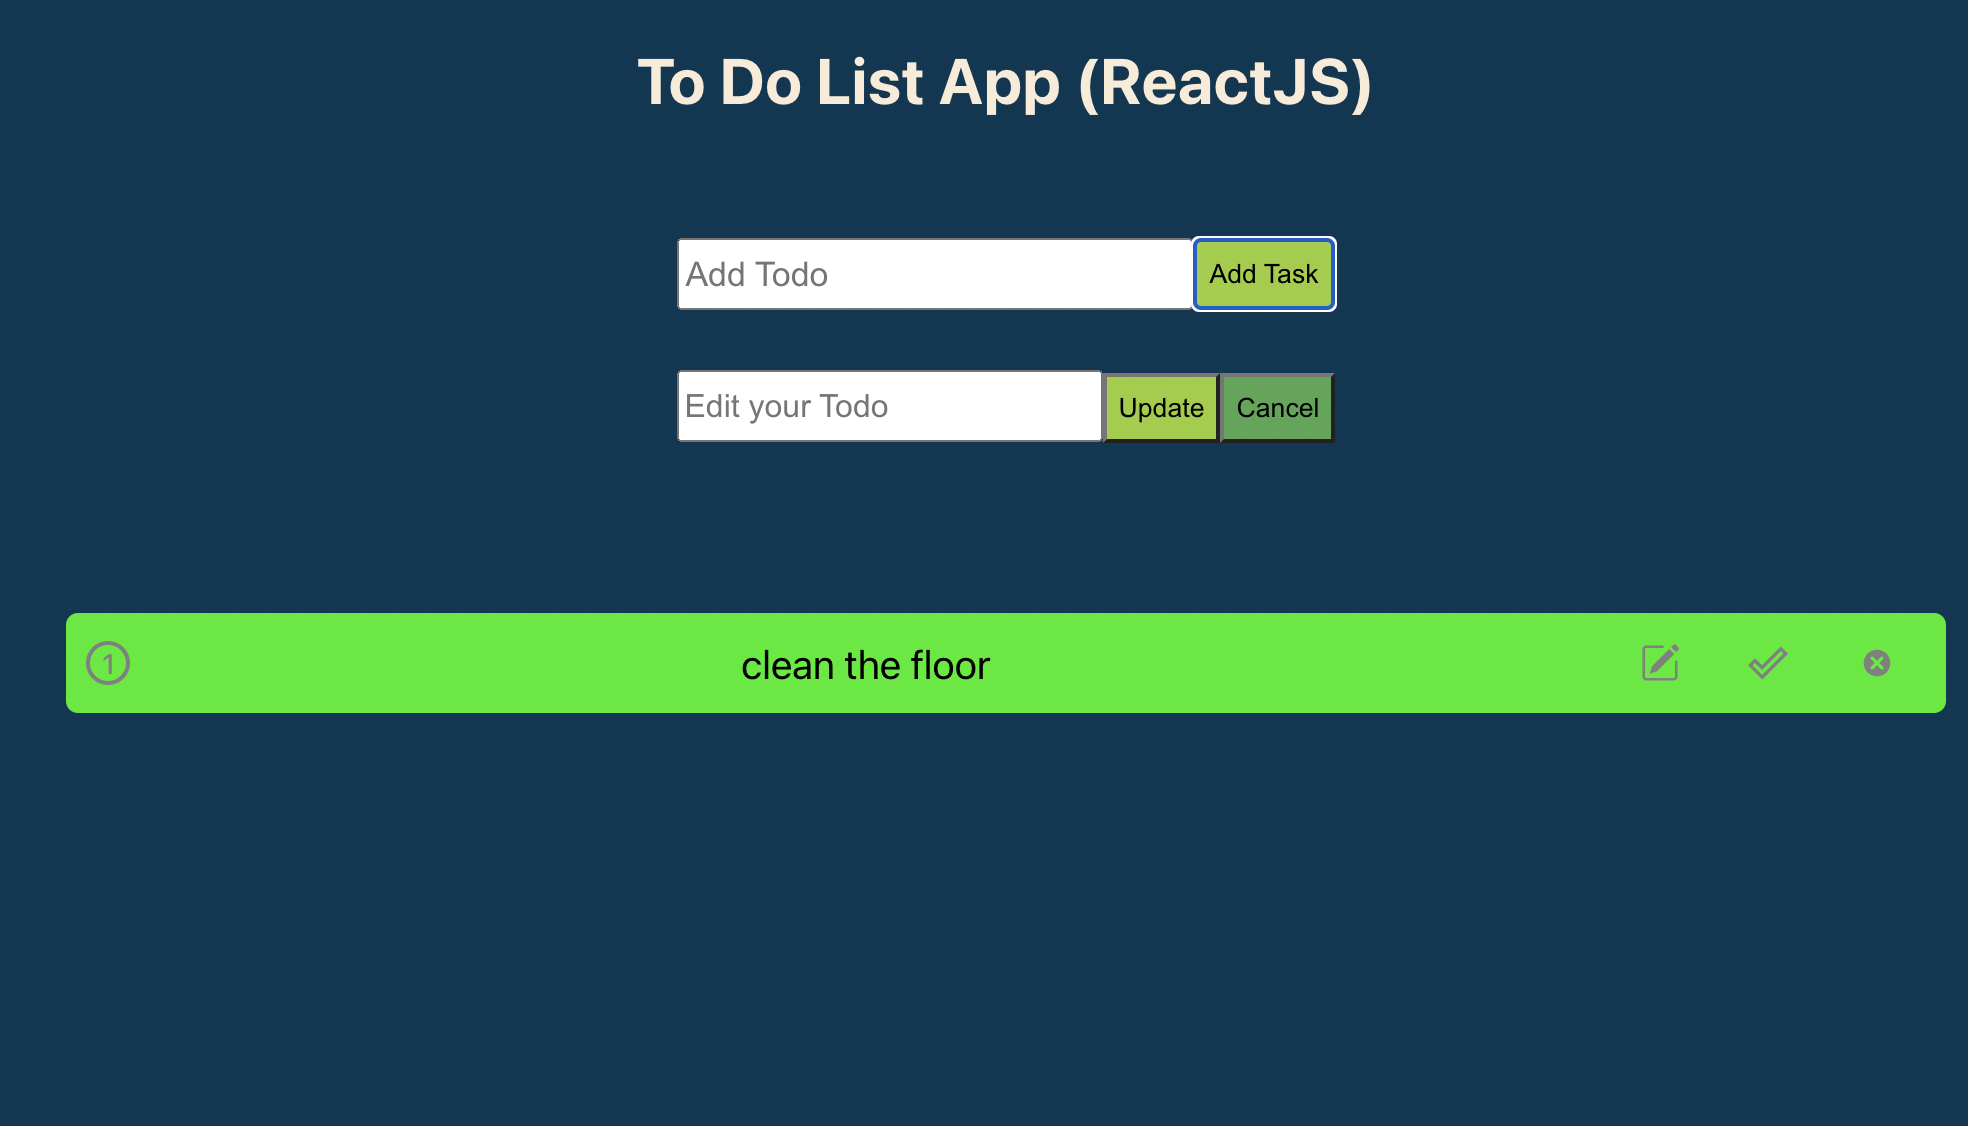 To Do List App (ReactJS)
Add Todo
Add Task
Edit your Todo
Update
Cancel
1
clean the floor